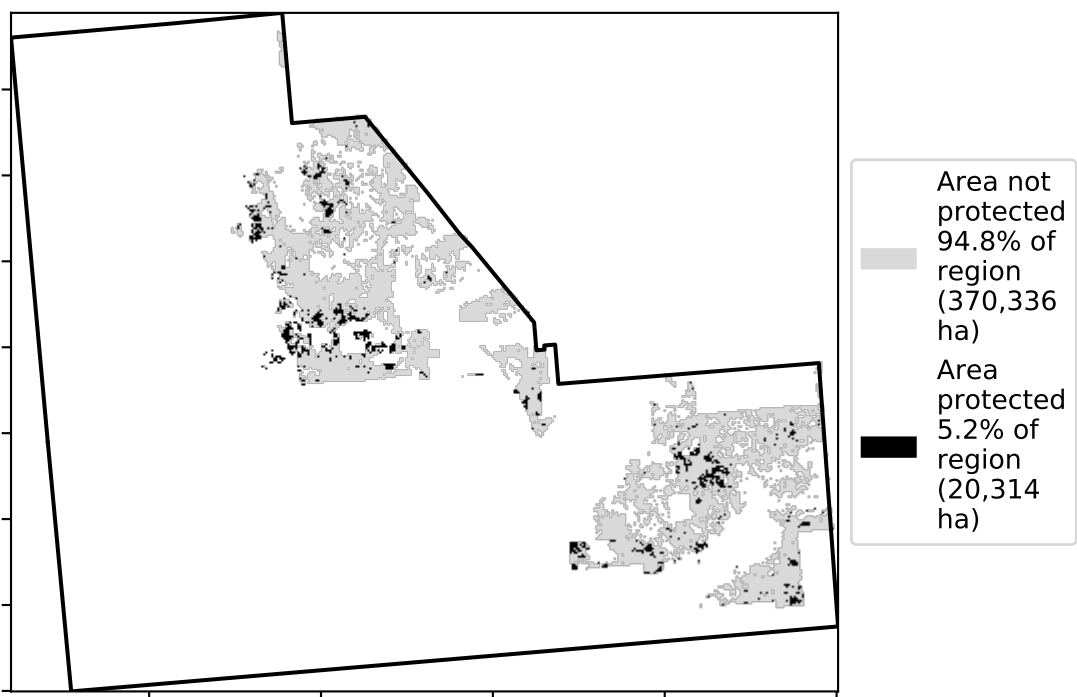 Area not
protected
94.8% of
region
(370,336
ha)
Area
protected
5.2% of
region
(20,314
ha)